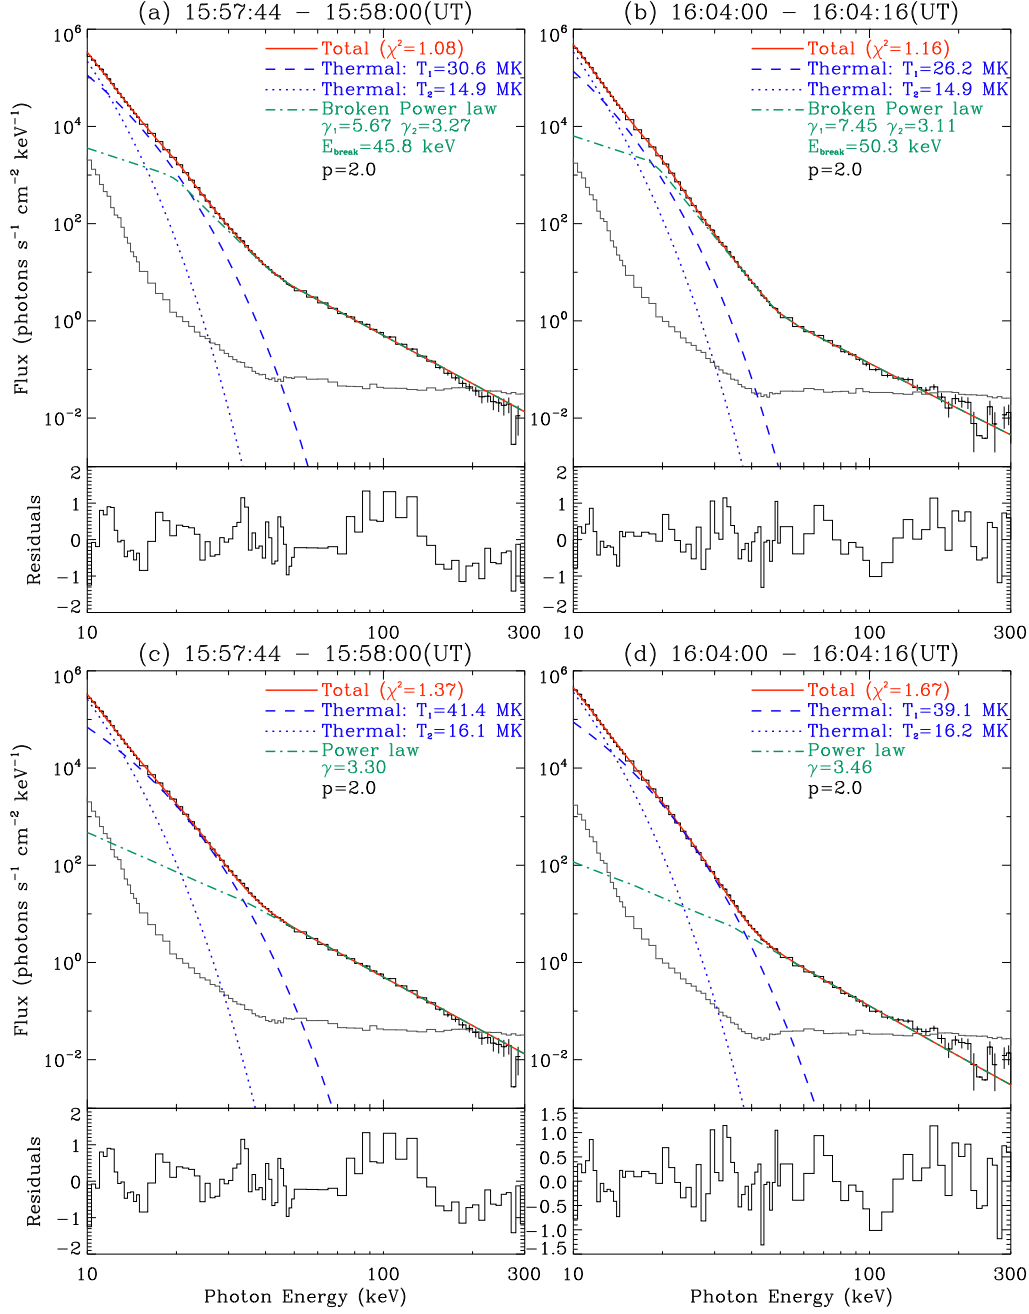 (a) 15:57:44 − 15:58:00(UT)
Total (χ²=1.08)
Thermal: T₁=30.6 MK
Thermal: T₂=14.9 MK
Broken Power law
γ₁=5.67 γ₂=3.27
E_break=45.8 keV
p=2.0
Flux (photons s⁻¹ cm⁻² keV⁻¹)
10⁶
10⁴
10²
10⁰
10⁻²
Residuals
2
1
0
−1
−2
10
100
300
(b) 16:04:00 − 16:04:16(UT)
Total (χ²=1.16)
Thermal: T₁=26.2 MK
Thermal: T₂=14.9 MK
Broken Power law
γ₁=7.45 γ₂=3.11
E_break=50.3 keV
p=2.0
10⁶
10⁴
10²
10⁰
10⁻²
2
1
0
−1
−2
10
100
300
(c) 15:57:44 − 15:58:00(UT)
Total (χ²=1.37)
Thermal: T₁=41.4 MK
Thermal: T₂=16.1 MK
Power law
γ=3.30
p=2.0
Flux (photons s⁻¹ cm⁻² keV⁻¹)
10⁶
10⁴
10²
10⁰
10⁻²
Residuals
2
1
0
−1
−2
10
100
300
Photon Energy (keV)
(d) 16:04:00 − 16:04:16(UT)
Total (χ²=1.67)
Thermal: T₁=39.1 MK
Thermal: T₂=16.2 MK
Power law
γ=3.46
p=2.0
10⁶
10⁴
10²
10⁰
10⁻²
1.5
1.0
0.5
0.0
−0.5
−1.0
−1.5
10
100
300
Photon Energy (keV)